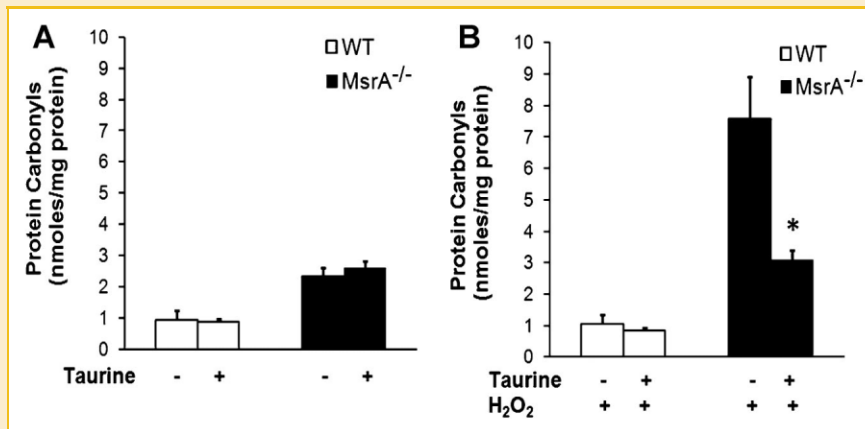 A
Protein Carbonyls
(nmoles/mg protein)
10
9
8
7
6
5
4
3
2
1
0
WT
MsrA⁻/⁻
Taurine - + - +
B
Protein Carbonyls
(nmoles/mg protein)
10
9
8
7
6
5
4
3
2
1
0
WT
MsrA⁻/⁻
*
Taurine - + - +
H₂O₂ + + + +